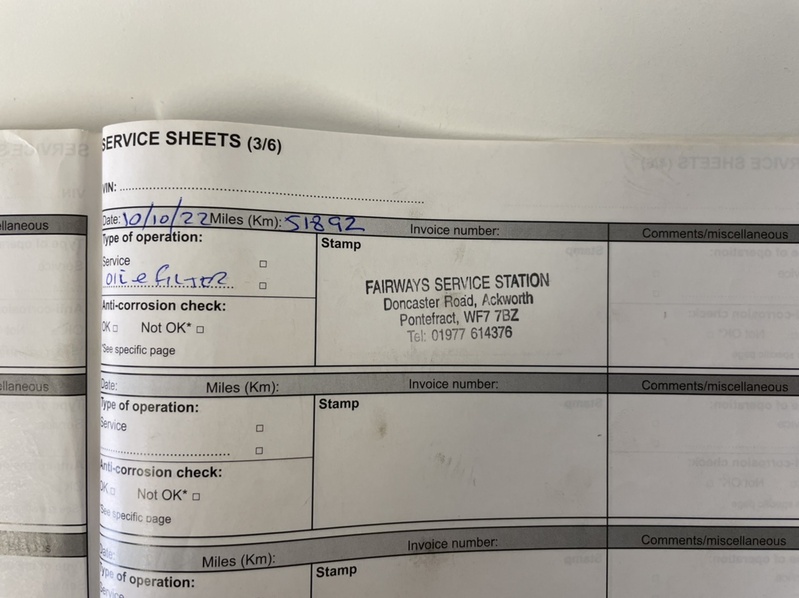 SERVICE SHEETS (3/6)
VIN:
Date: 10/10/22 Miles (Km): 51892 Invoice number: Comments/miscellaneous
Type of operation:
Service
OIL e FILTER
Anti-corrosion check:
OK Not OK*
*See specific page
Stamp
FAIRWAYS SERVICE STATION
Doncaster Road, Ackworth
Pontefract, WF7 7BZ
Tel: 01977 614376
Date: Miles (Km): Invoice number: Comments/miscellaneous
Type of operation:
Service
Anti-corrosion check:
OK Not OK*
*See specific page
Stamp
Date: Miles (Km): Invoice number: Comments/miscellaneous
Type of operation:
Service
Stamp
ellaneous
ellaneous